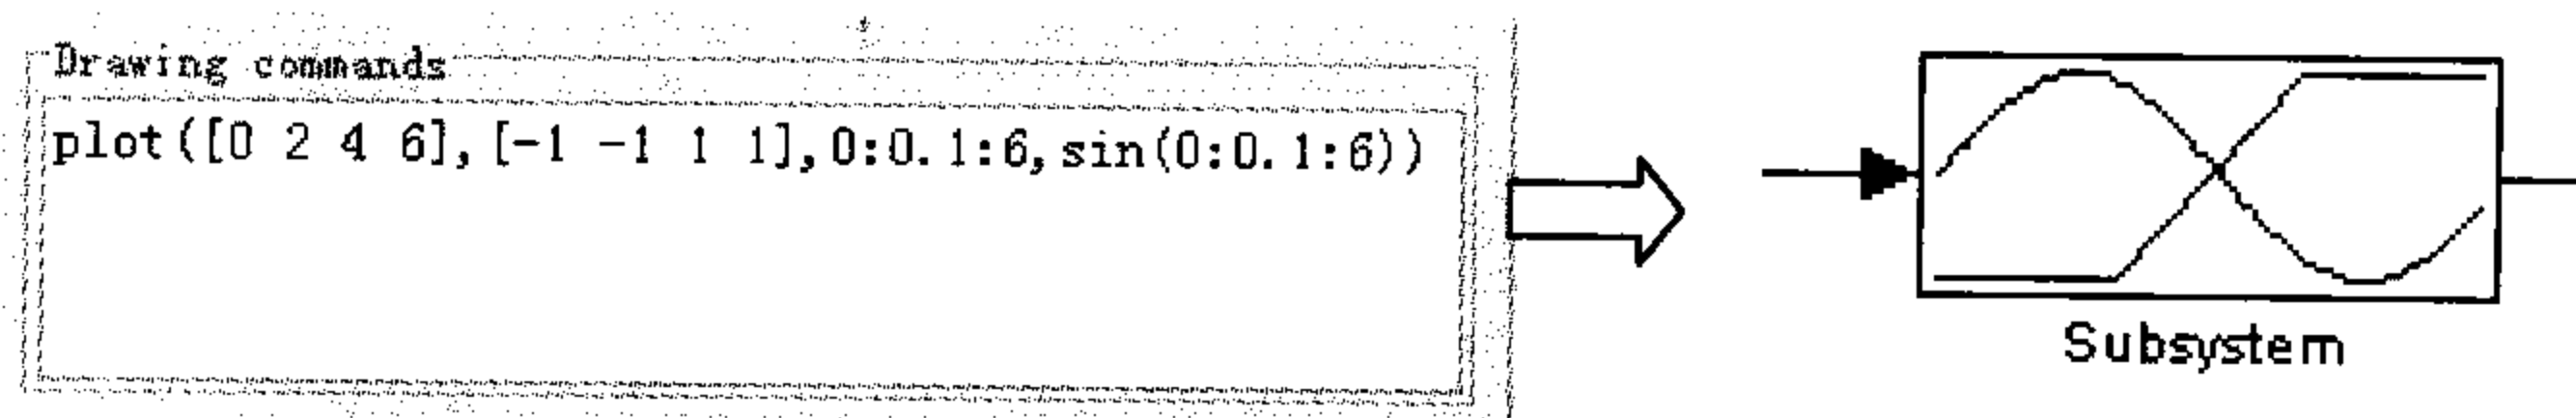 Drawing commands
plot([0 2 4 6],[-1 -1 1 1],0:0.1:6,sin(0:0.1:6))
Subsystem